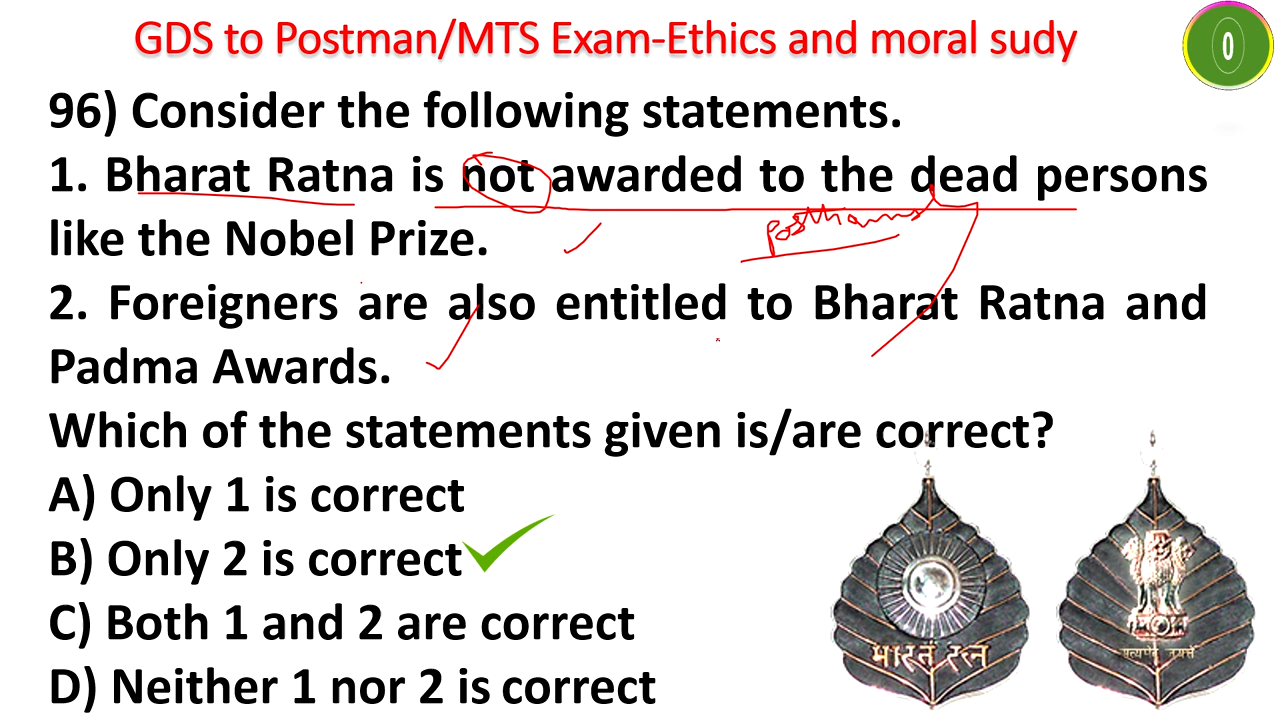 GDS to Postman/MTS Exam-Ethics and moral sudy
0
96) Consider the following statements.
1. Bharat Ratna is not awarded to the dead persons
like the Nobel Prize.
2. Foreigners are also entitled to Bharat Ratna and
Padma Awards.
Which of the statements given is/are correct?
A) Only 1 is correct
B) Only 2 is correct
C) Both 1 and 2 are correct
D) Neither 1 nor 2 is correct
भारत रत्न
सत्यमेव जयते